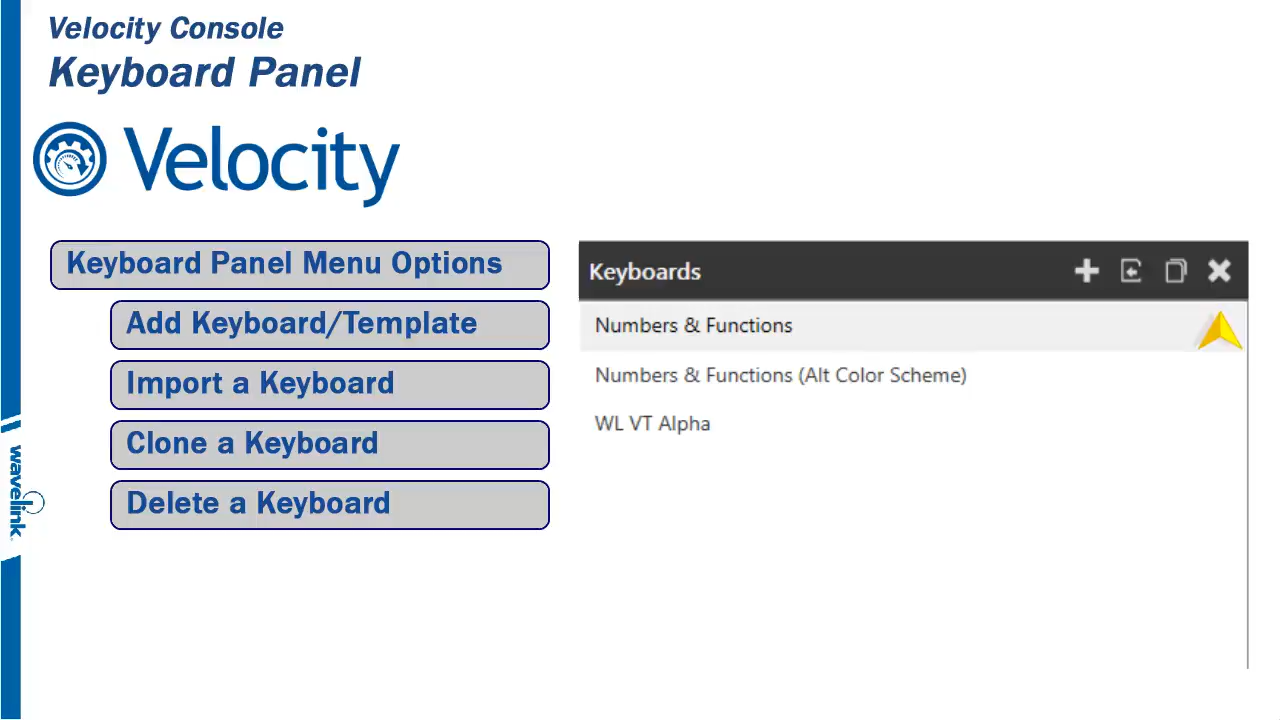 Velocity Console
Keyboard Panel
Velocity
Keyboard Panel Menu Options
Add Keyboard/Template
Import a Keyboard
Clone a Keyboard
Delete a Keyboard
Keyboards
Numbers & Functions
Numbers & Functions (Alt Color Scheme)
WL VT Alpha
wavelink